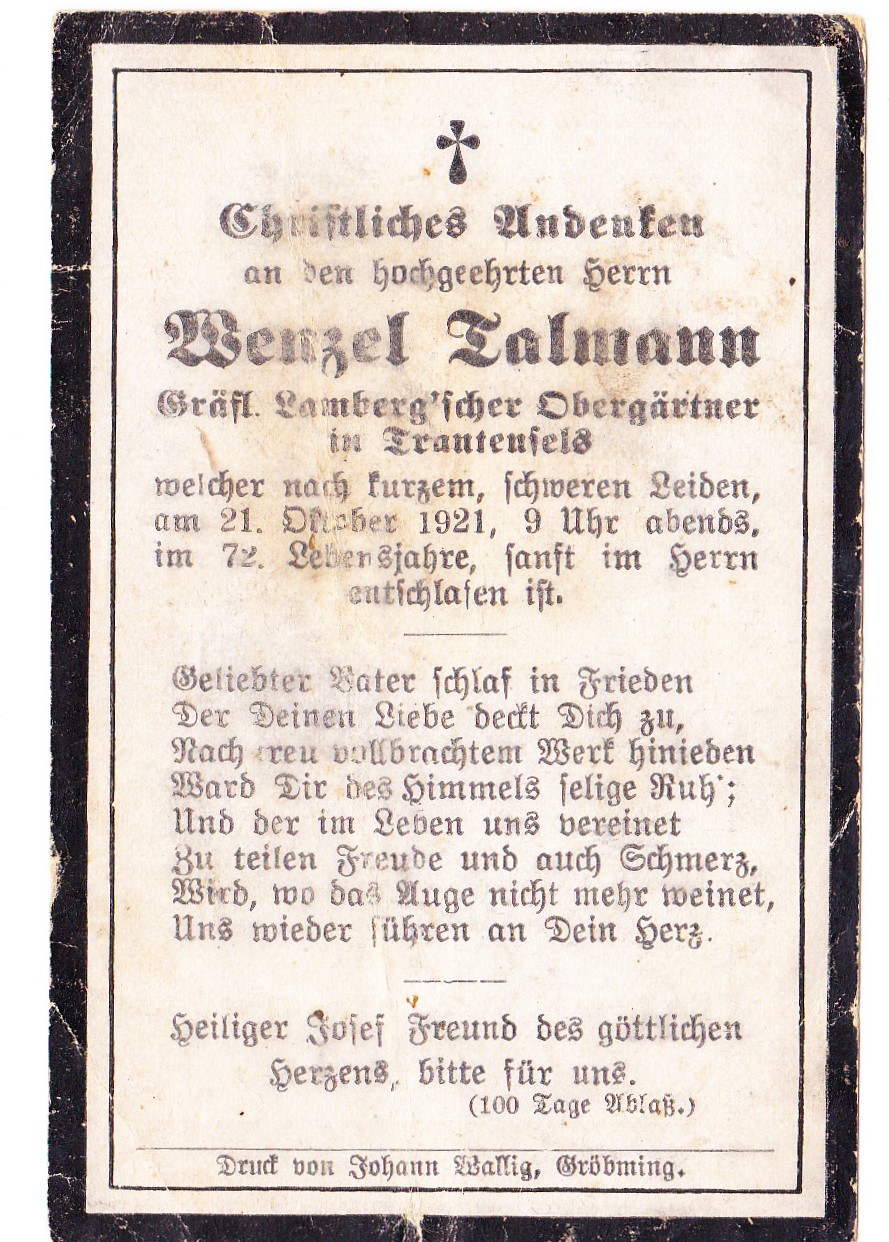 Christliches Andenken
an den hochgeehrten Herrn
Wenzel Talmann
Gräfl. Lamberg'scher Obergärtner
in Trautenfels
welcher nach kurzem, schweren Leiden,
am 21. Oktober 1921, 9 Uhr abends,
im 72. Lebensjahre, sanft im Herrn
entschlafen ist.
Geliebter Vater schlaf in Frieden
Der Deinen Liebe deckt Dich zu,
Nach treu vollbrachtem Werk hinieden
Ward Dir des Himmels selige Ruh';
Und der im Leben uns vereinet
Zu teilen Freude und auch Schmerz,
Wird, wo das Auge nicht mehr weinet,
Uns wieder führen an Dein Herz.
Heiliger Josef Freund des göttlichen
Herzens, bitte für uns.
(100 Tage Ablaß.)
Druck von Johann Wallig, Gröbming.